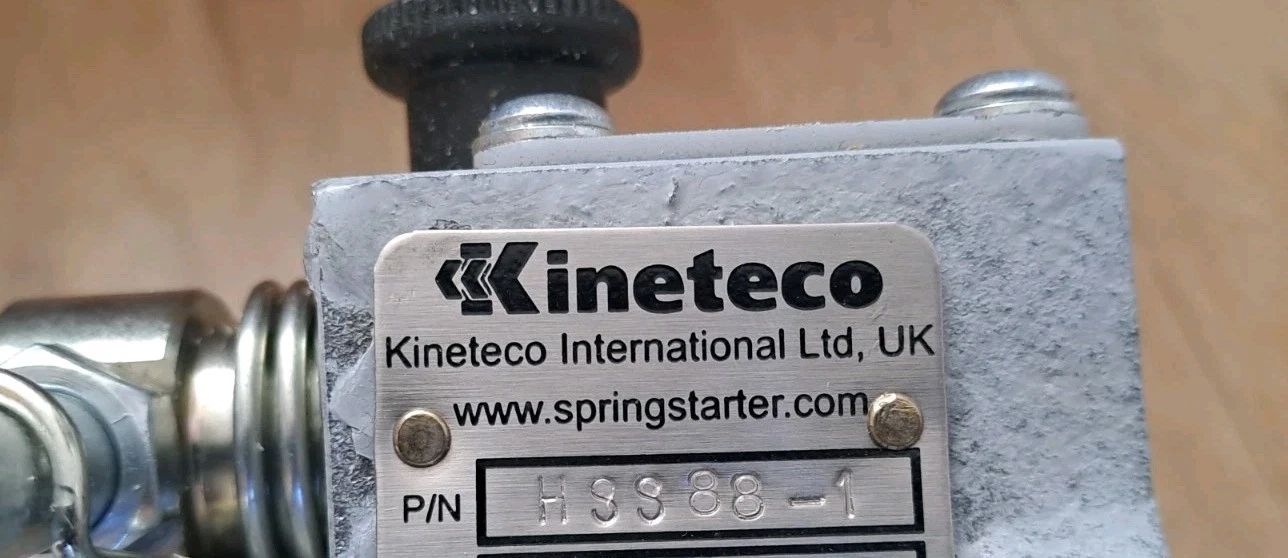 Kineteco
Kineteco International Ltd, UK
www.springstarter.com
P/N HSS88-1